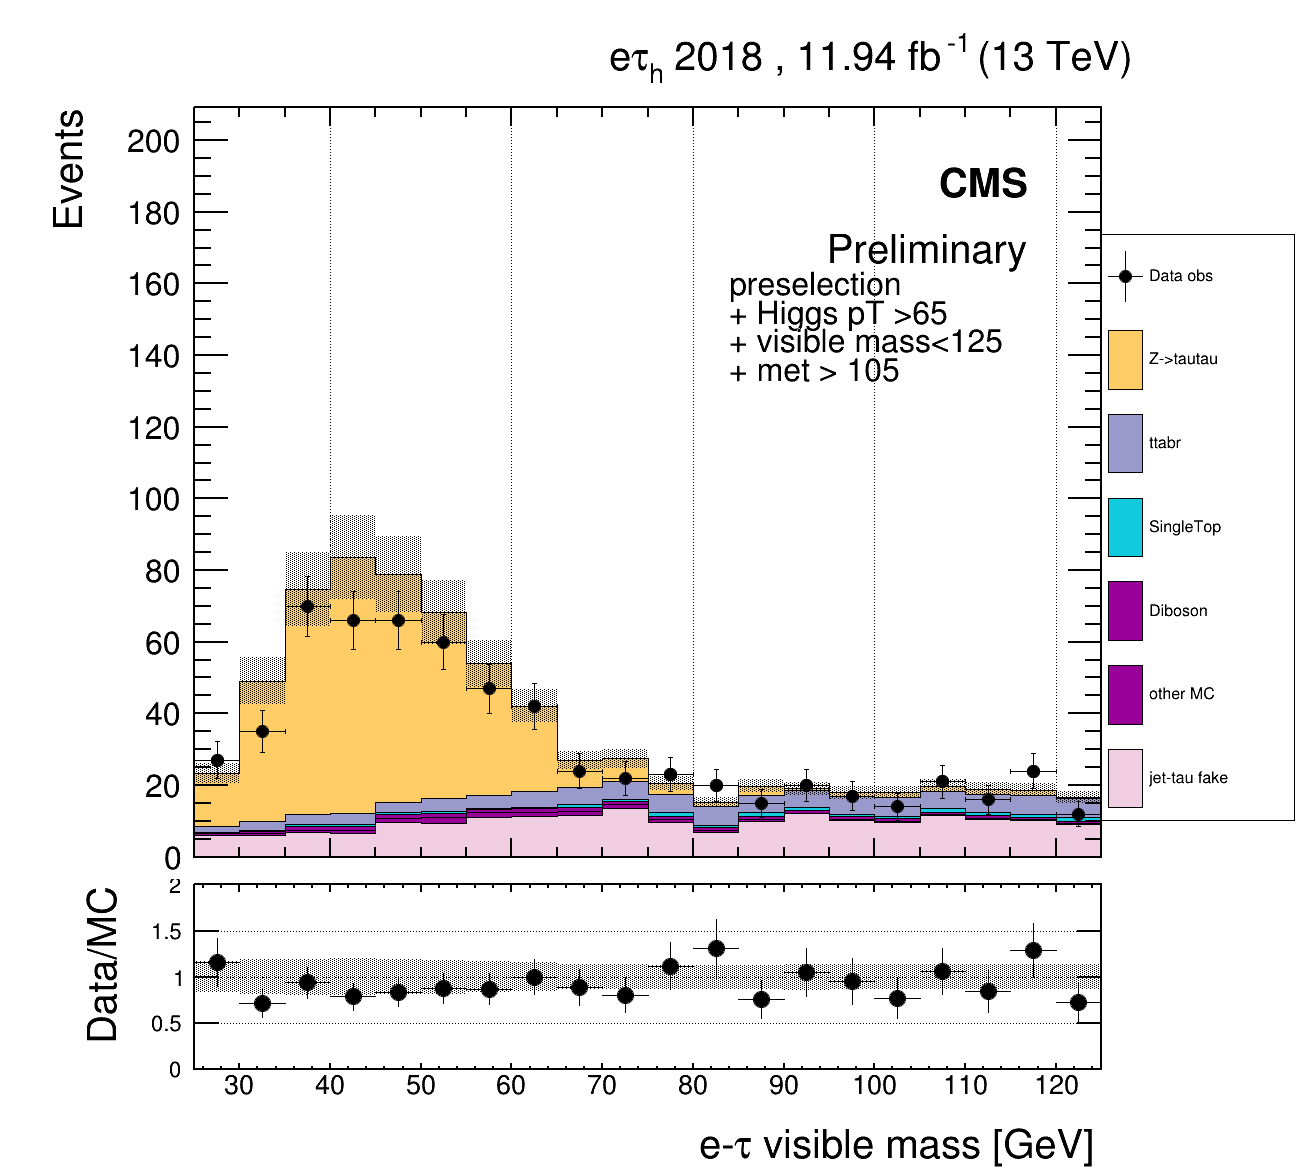 eτh 2018 , 11.94 fb-1 (13 TeV)
Events
200
180
160
140
120
100
80
60
40
20
0
CMS
Preliminary
preselection
+ Higgs pT >65
+ visible mass<125
+ met > 105
Data obs
Z->tautau
ttabr
SingleTop
Diboson
other MC
jet-tau fake
Data/MC
2
1.5
1
0.5
0
30 40 50 60 70 80 90 100 110 120
e-τ visible mass [GeV]